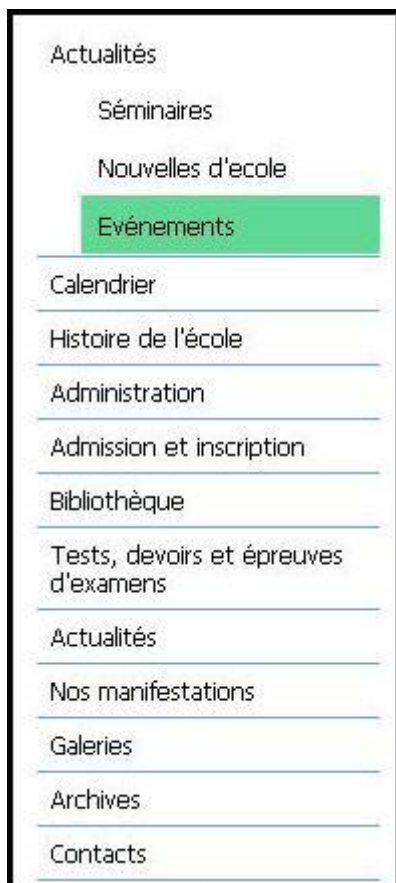 Actualités
Séminaires
Nouvelles d'ecole
Evénements
Calendrier
Histoire de l'école
Administration
Admission et inscription
Bibliothèque
Tests, devoirs et épreuves
d'examens
Actualités
Nos manifestations
Galeries
Archives
Contacts